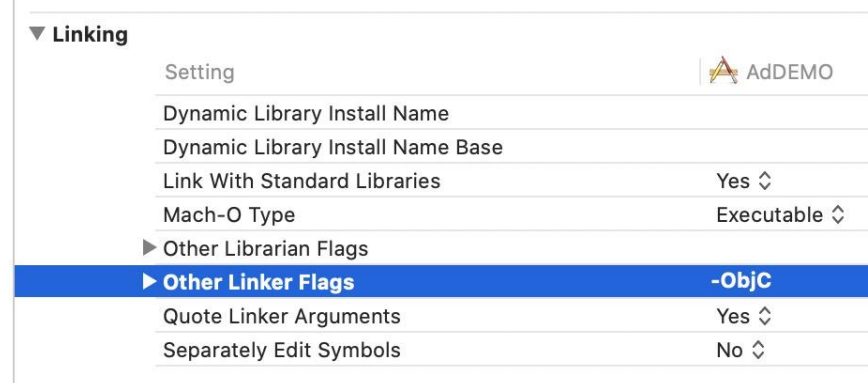 Linking
Setting AdDEMO
Dynamic Library Install Name
Dynamic Library Install Name Base
Link With Standard Libraries Yes
Mach-O Type Executable
Other Librarian Flags
Other Linker Flags -ObjC
Quote Linker Arguments Yes
Separately Edit Symbols No